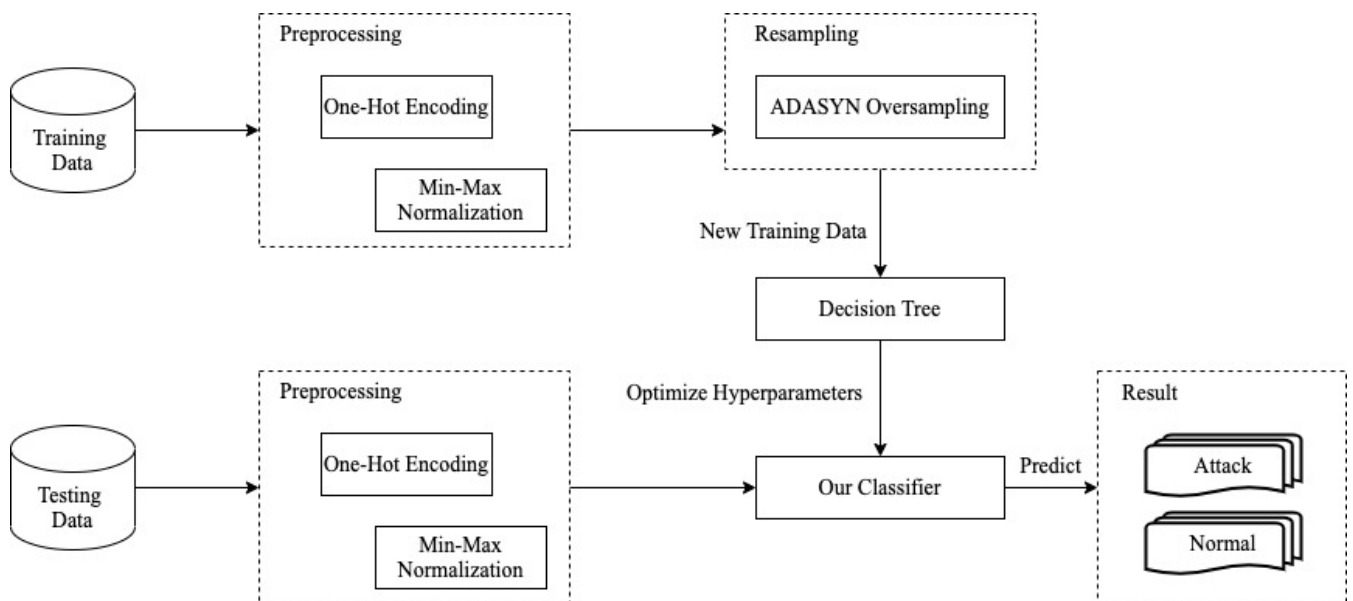 Preprocessing
Resampling
One-Hot Encoding
ADASYN Oversampling
Training
Data
Min-Max
Normalization
New Training Data
Decision Tree
Preprocessing
Optimize Hyperparameters
Result
One-Hot Encoding
Attack
Testing
Data
Our Classifier
Predict
Normal
Min-Max
Normalization